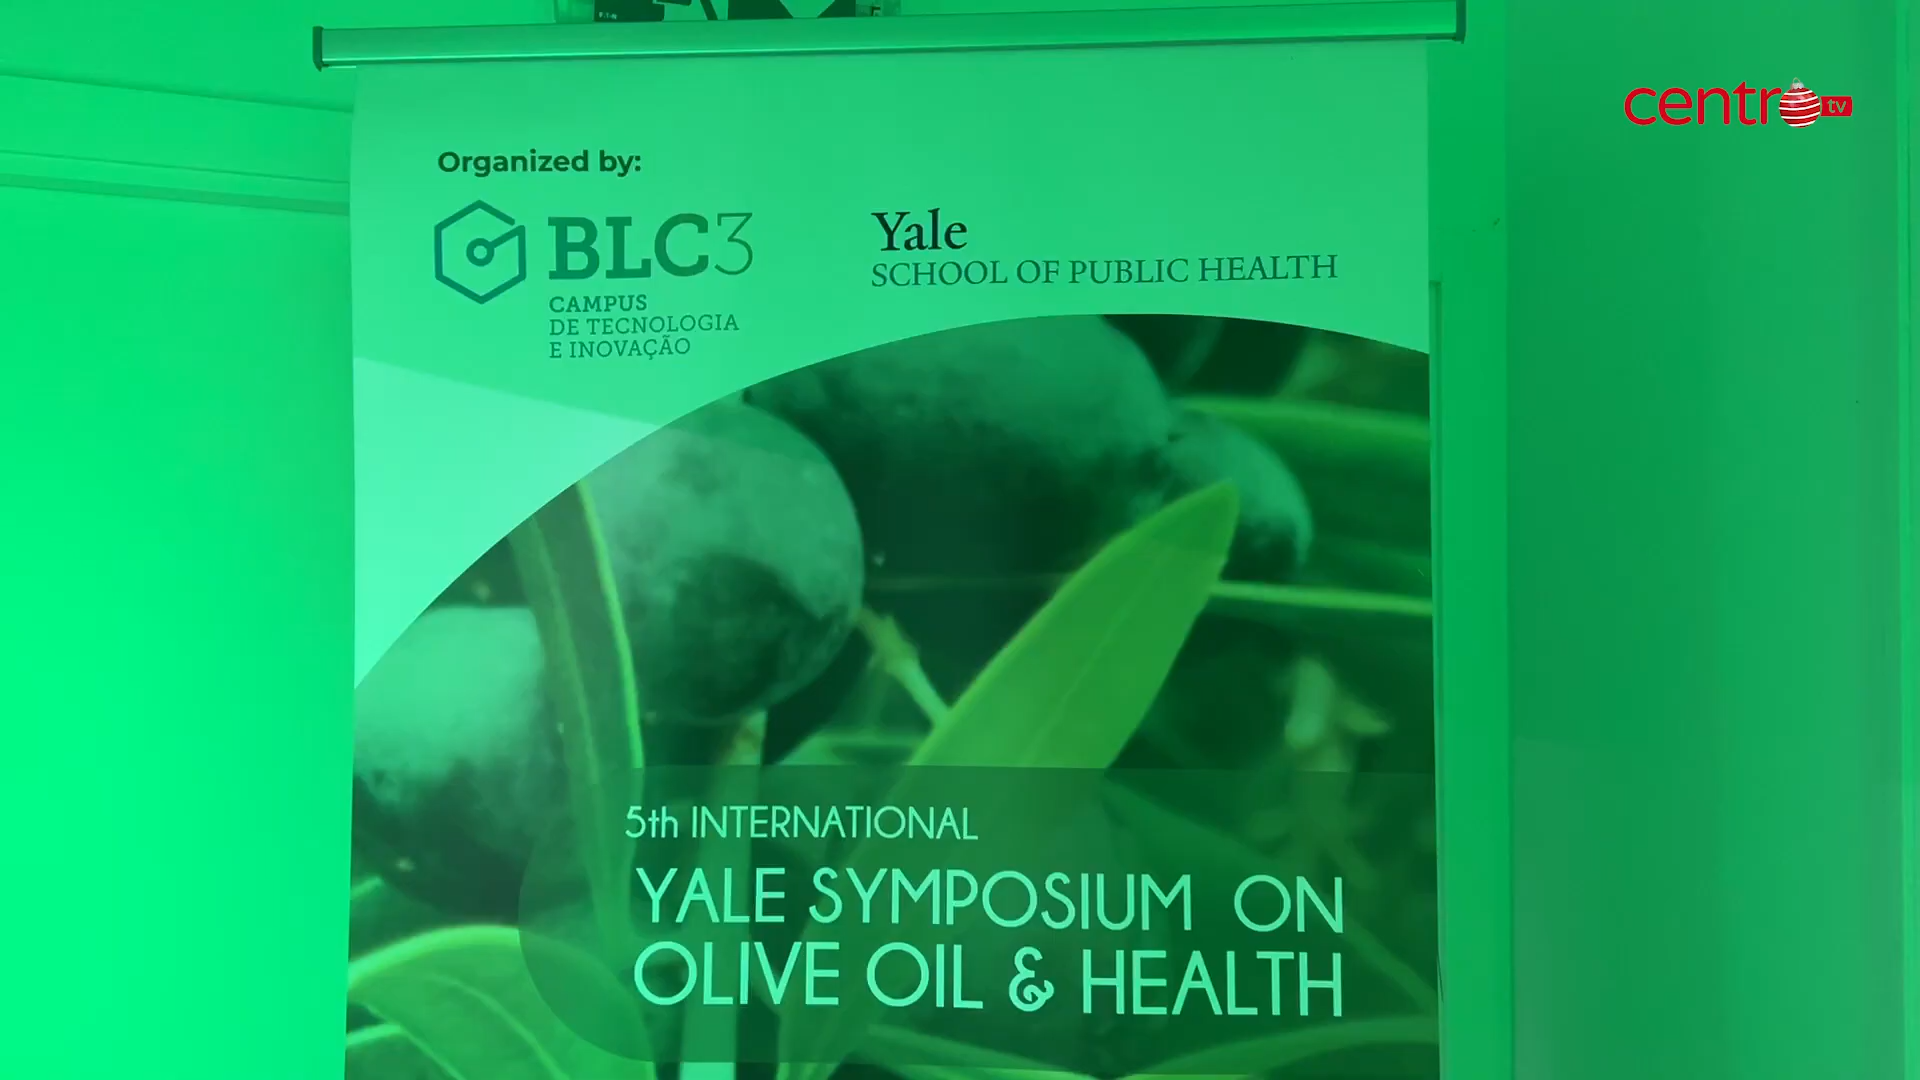 centro tv
Organized by:
BLC3
CAMPUS
DE TECNOLOGIA
E INOVAÇÃO
Yale
SCHOOL OF PUBLIC HEALTH
5th INTERNATIONAL
YALE SYMPOSIUM ON
OLIVE OIL & HEALTH